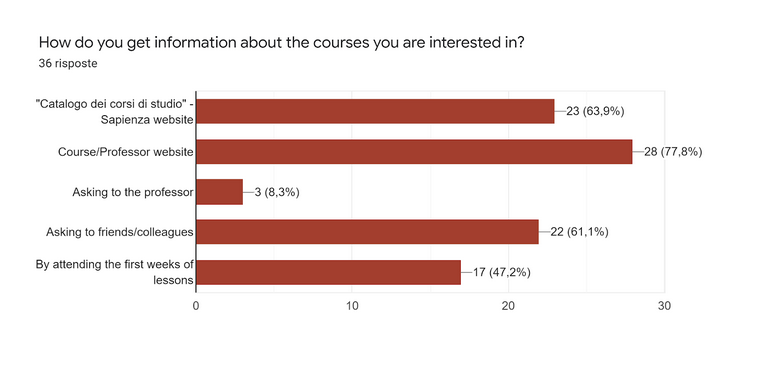 How do you get information about the courses you are interested in?
36 risposte
"Catalogo dei corsi di studio" -
Sapienza website
23 (63,9%)
Course/Professor website
28 (77,8%)
Asking to the professor
3 (8,3%)
Asking to friends/colleagues
22 (61,1%)
By attending the first weeks of
lessons
17 (47,2%)
0
10
20
30